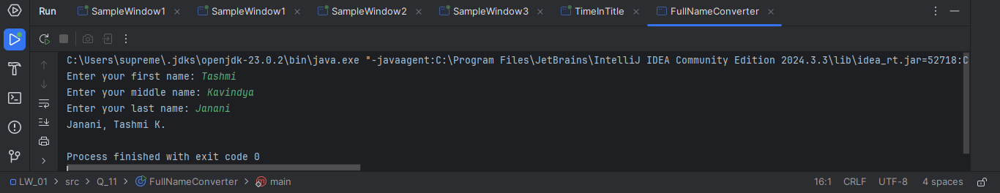 Run SampleWindow1 SampleWindow1 SampleWindow2 SampleWindow3 TimeInTitle FullNameConverter
C:\Users\supreme\.jdks\openjdk-23.0.2\bin\java.exe "-javaagent:C:\Program Files\JetBrains\IntelliJ IDEA Community Edition 2024.3.3\lib\idea_rt.jar=52718:C
Enter your first name: Tashmi
Enter your middle name: Kavindya
Enter your last name: Janani
Janani, Tashmi K.
Process finished with exit code 0
LW_01 > src > Q_11 > FullNameConverter > main 16:1 CRLF UTF-8 4 spaces